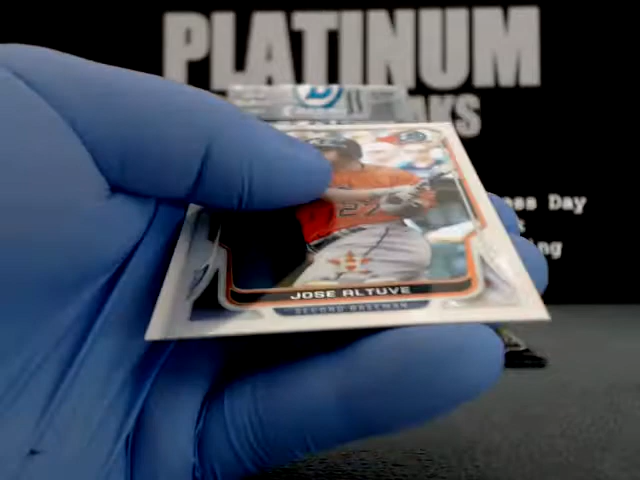 PLATINUM
AKS
ess Day
ng
JOSE ALTUVE
SECOND BASEMAN